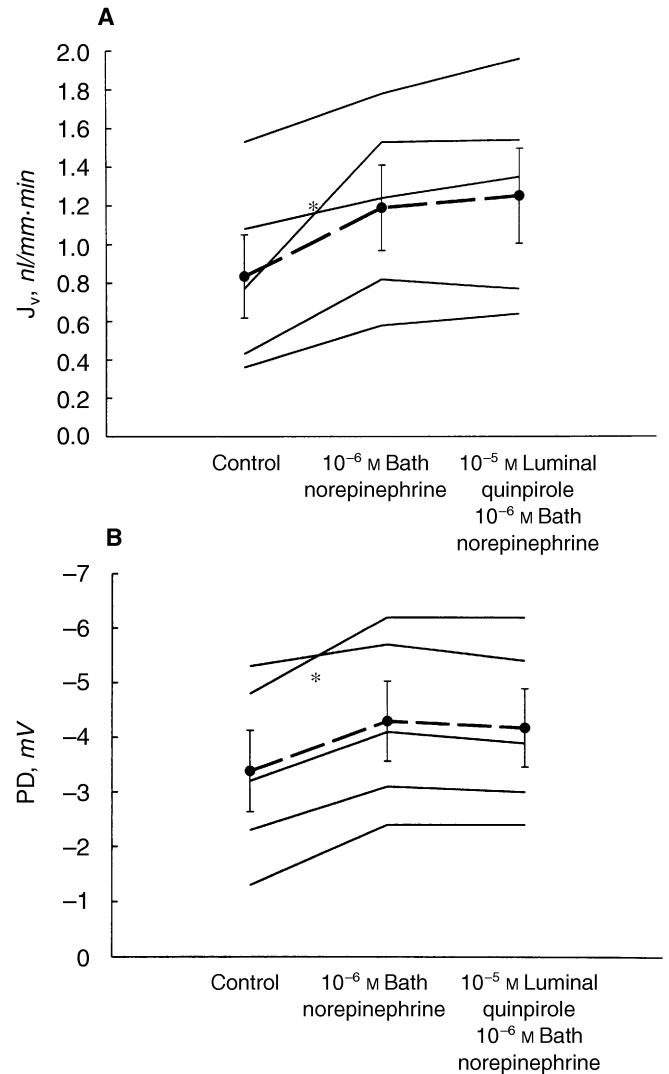 A
2.0
1.8
1.6
1.4
1.2
1.0
0.8
0.6
0.4
0.2
0.0
Jv, nl/mm·min
*
Control
10−6 M Bath
norepinephrine
10−5 M Luminal
quinpirole
10−6 M Bath
norepinephrine
B
−7
−6
−5
−4
−3
−2
−1
0
PD, mV
*
Control
10−6 M Bath
norepinephrine
10−5 M Luminal
quinpirole
10−6 M Bath
norepinephrine